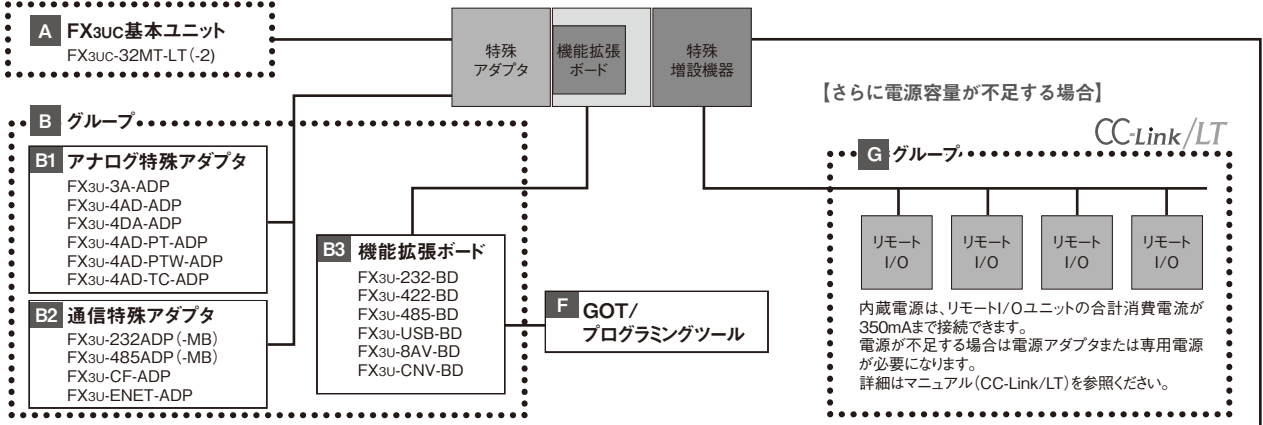 A FX3UC基本ユニット
FX3UC-32MT-LT(-2)
特殊
アダプタ
機能拡張
ボード
特殊
増設機器
【さらに電源容量が不足する場合】
CC-Link/LT
B グループ
B1 アナログ特殊アダプタ
FX3U-3A-ADP
FX3U-4AD-ADP
FX3U-4DA-ADP
FX3U-4AD-PT-ADP
FX3U-4AD-PTW-ADP
FX3U-4AD-TC-ADP
B2 通信特殊アダプタ
FX3U-232ADP(-MB)
FX3U-485ADP(-MB)
FX3U-CF-ADP
FX3U-ENET-ADP
B3 機能拡張ボード
FX3U-232-BD
FX3U-422-BD
FX3U-485-BD
FX3U-USB-BD
FX3U-8AV-BD
FX3U-CNV-BD
F GOT/
プログラミングツール
G グループ
リモート
I/O
リモート
I/O
リモート
I/O
リモート
I/O
内蔵電源は、リモートI/Oユニットの合計消費電流が
350mAまで接続できます。
電源が不足する場合は電源アダプタまたは専用電源
が必要になります。
詳細はマニュアル(CC-Link/LT)を参照ください。